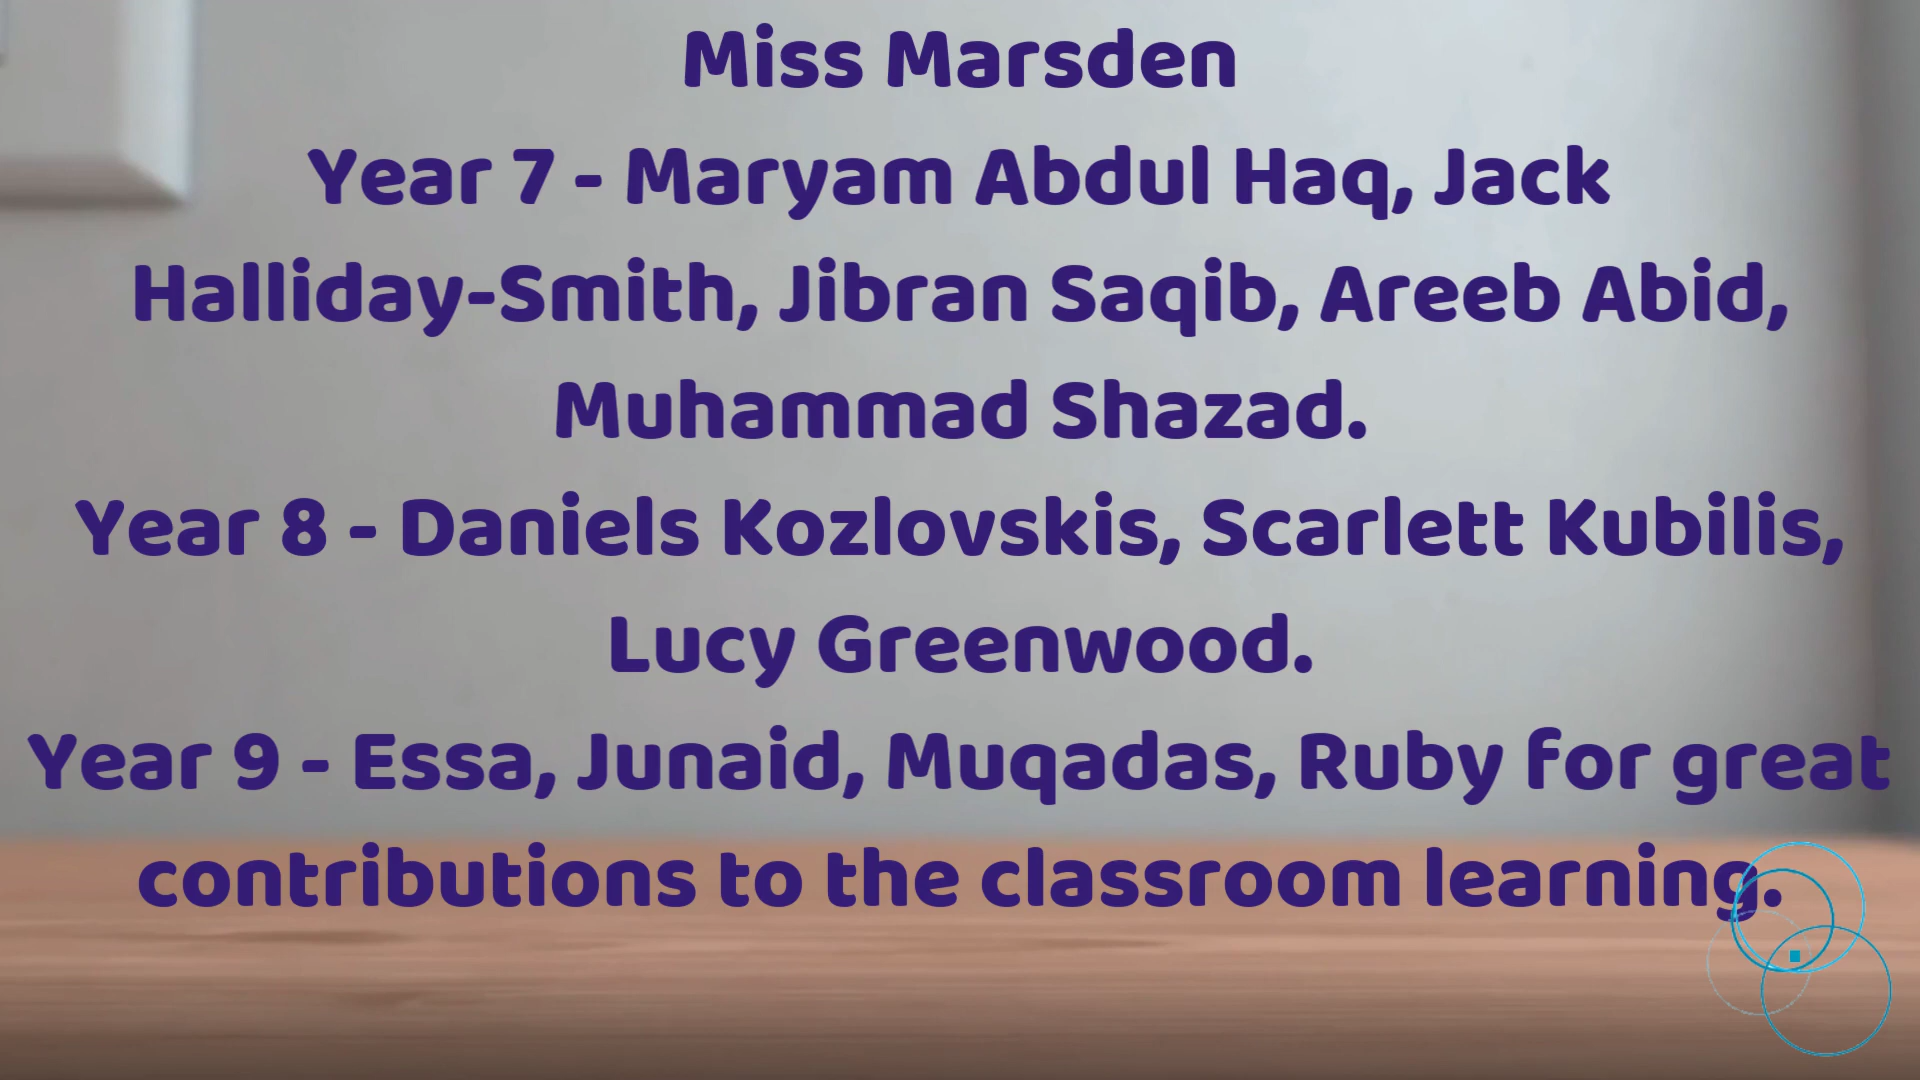 Miss Marsden
Year 7 - Maryam Abdul Haq, Jack
Halliday-Smith, Jibran Saqib, Areeb Abid,
Muhammad Shazad.
Year 8 - Daniels Kozlovskis, Scarlett Kubilis,
Lucy Greenwood.
Year 9 - Essa, Junaid, Muqadas, Ruby for great
contributions to the classroom learning.